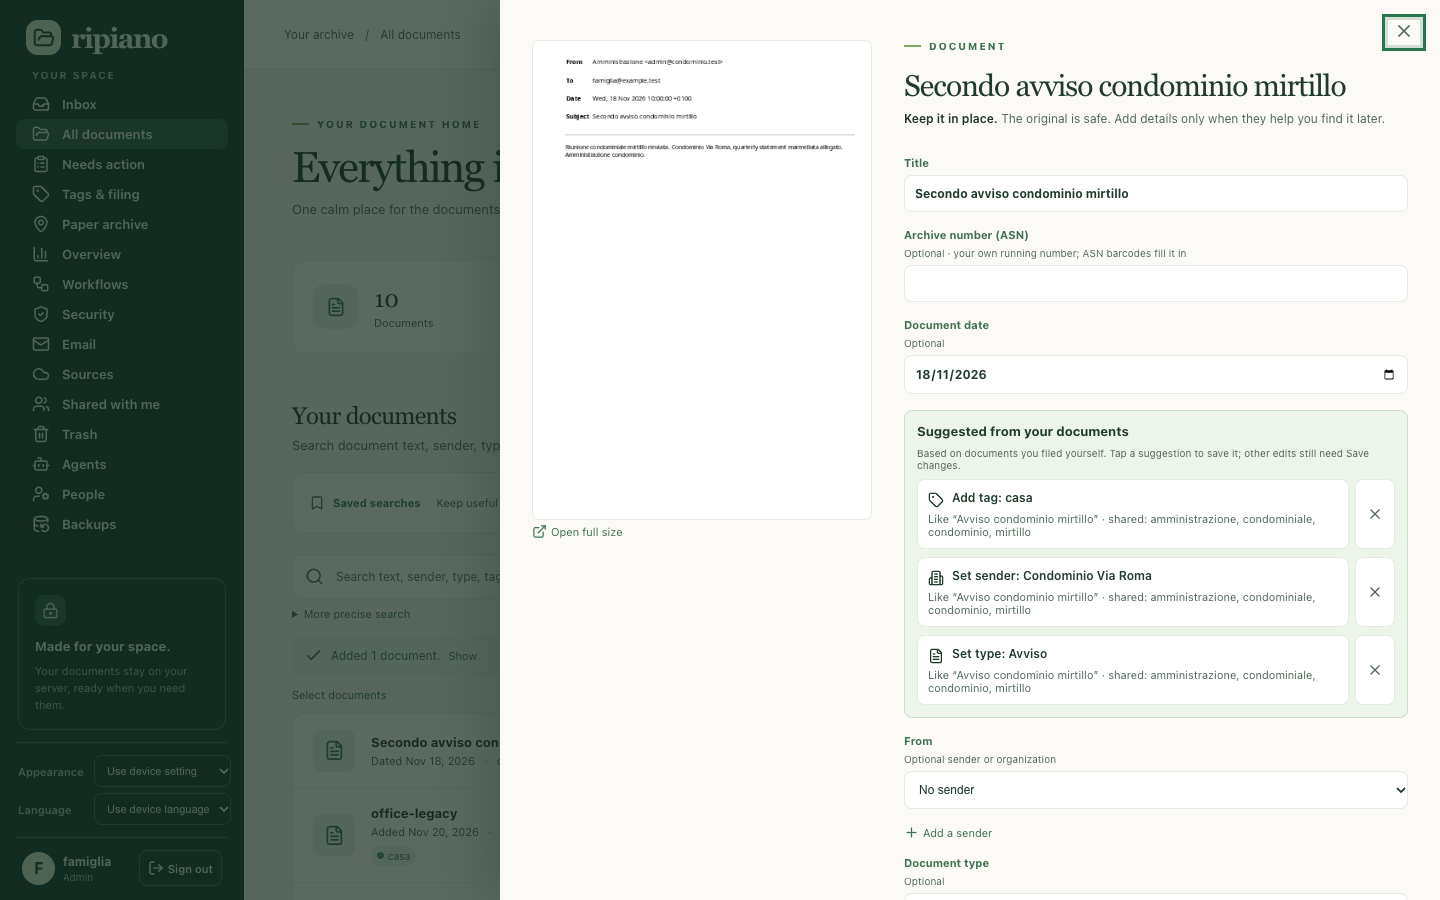 ripiano
YOUR SPACE
Inbox
All documents
Needs action
Tags & filing
Paper archive
Overview
Workflows
Security
Email
Sources
Shared with me
Trash
Agents
People
Backups
Made for your space.
Your documents stay on your
server, ready when you need
them.
Appearance
Use device setting
Language
Use device language
F
famiglia
Admin
Sign out
Your archive / All documents
YOUR DOCUMENT HOME
Everything i
One calm place for the documents
10
Documents
Your documents
Search document text, sender, typ
Saved searches Keep useful
Search text, sender, type, tag
More precise search
Added 1 document. Show
Select documents
Secondo avviso con
Dated Nov 18, 2026 ·
office-legacy
Added Nov 20, 2026 ·
casa
From Amministrazione <admin@condominio.test>
To famiglia@example.test
Date Wed, 18 Nov 2026 10:00:00 +0100
Subject Secondo avviso condominio mirtillo
Riunione condominiale mirtillo rinviata. Condominio Via Roma, quarterly statement marmellata allegato.
Amministrazione condominio.
Open full size
DOCUMENT
Secondo avviso condominio mirtillo
Keep it in place. The original is safe. Add details only when they help you find it later.
Title
Secondo avviso condominio mirtillo
Archive number (ASN)
Optional · your own running number; ASN barcodes fill it in
Document date
Optional
18/11/2026
Suggested from your documents
Based on documents you filed yourself. Tap a suggestion to save it; other edits still need Save
changes.
Add tag: casa
Like “Avviso condominio mirtillo” · shared: amministrazione, condominiale,
condominio, mirtillo
Set sender: Condominio Via Roma
Like “Avviso condominio mirtillo” · shared: amministrazione, condominiale,
condominio, mirtillo
Set type: Avviso
Like “Avviso condominio mirtillo” · shared: amministrazione, condominiale,
condominio, mirtillo
From
Optional sender or organization
No sender
Add a sender
Document type
Optional